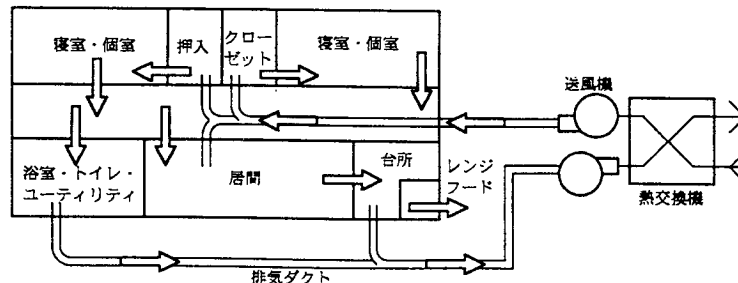 寝室・個室
押入
クロー
ゼット
寝室・個室
送風機
浴室・トイレ・
ユーティリティ
居間
台所
レンジ
フード
熱交換機
排気ダクト